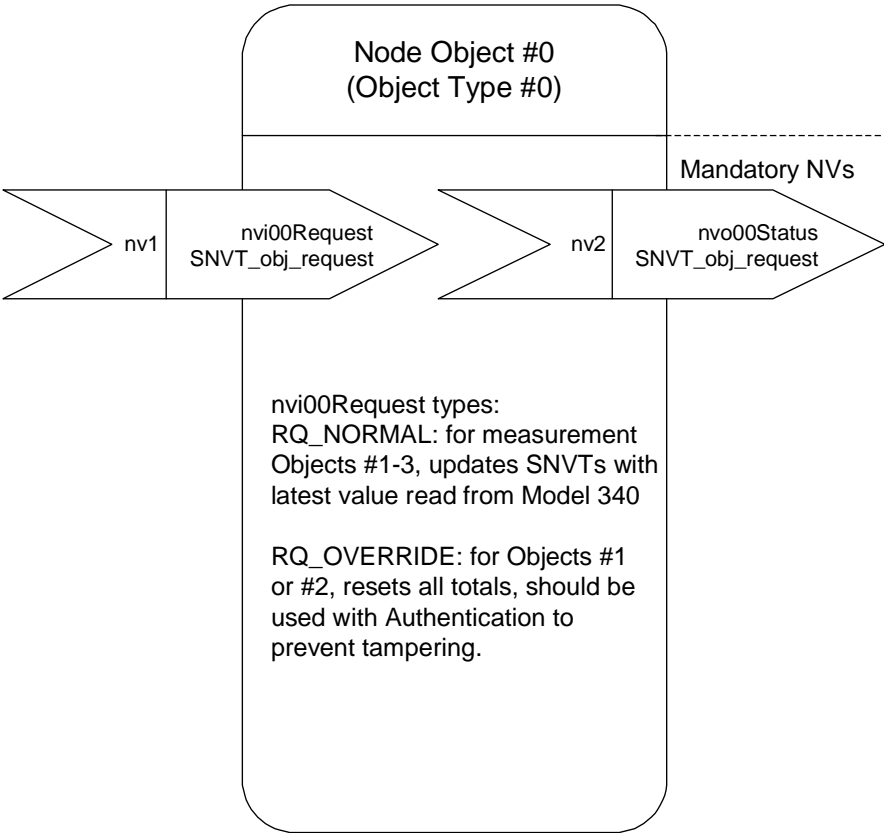 Node Object #0
(Object Type #0)
Mandatory NVs
nv1
nvi00Request
SNVT_obj_request
nv2
nvo00Status
SNVT_obj_request
nvi00Request types:
RQ_NORMAL: for measurement
Objects #1-3, updates SNVTs with
latest value read from Model 340
RQ_OVERRIDE: for Objects #1
or #2, resets all totals, should be
used with Authentication to
prevent tampering.